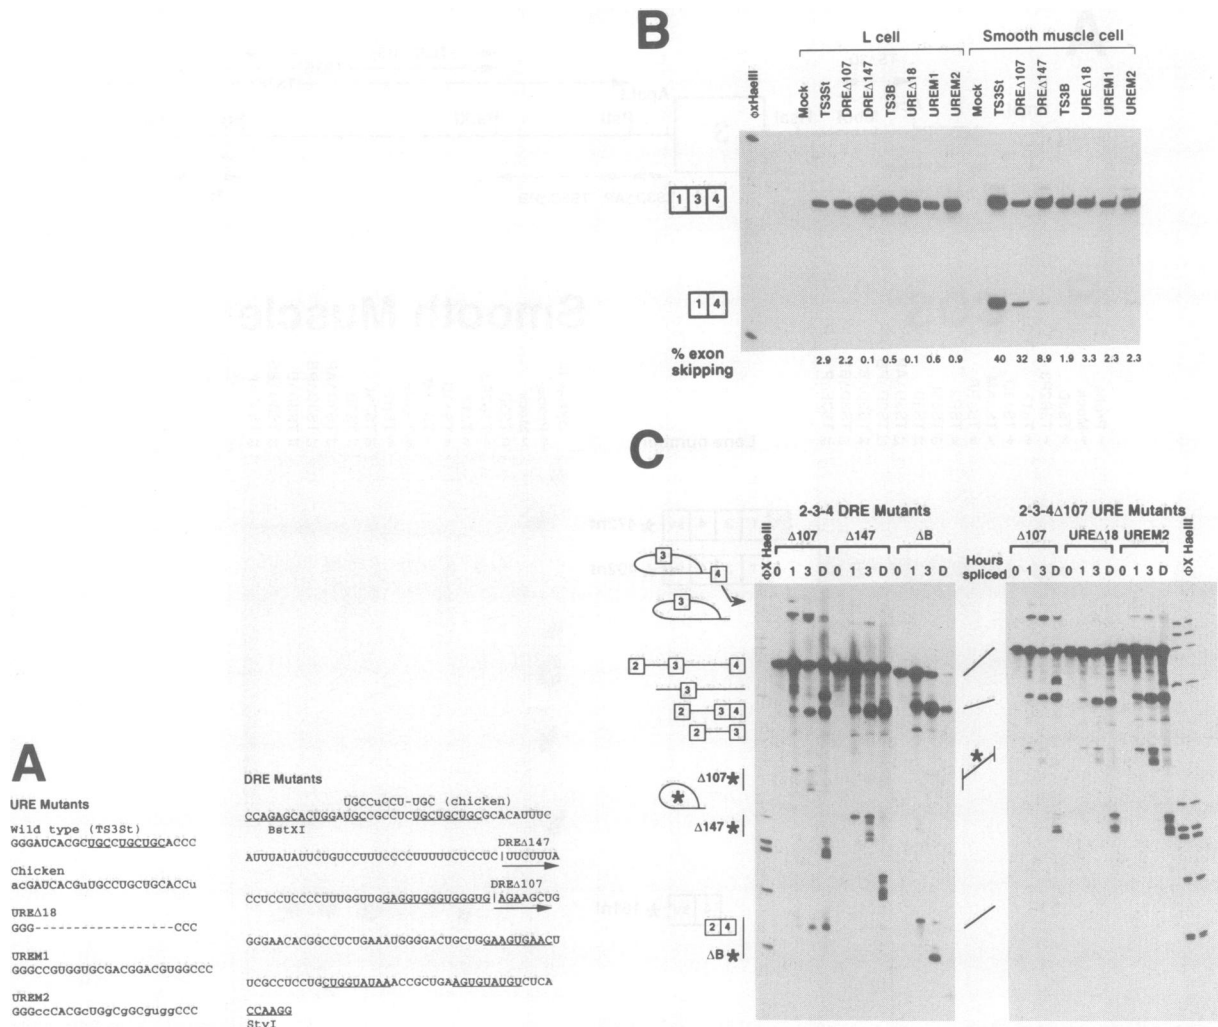 A
URE Mutants
Wild type (TS3St)
GGGAUCACGCUGCCUGCUGCACCC
Chicken
acGAUCACGuUGCCUGCUGCACCu
UREΔ18
GGG------------------CCC
UREM1
GGGCCGUGGUGCGACGGACGUGGCCC
UREM2
GGGccCACGcUGgCgGCguggCCC
DRE Mutants
UGCCuCCU-UGC (chicken)
CCAGAGCACUGGAUGCCGCCUCUGCUGCUGCGCACAUUUC
BstXI
DREΔ147
AUUUAUAUUCUGUCCUUUCCCCUUUUUCUCCUC|UUCUUUA
DREΔ107
CCUCCUCCCCUUUGGUUGGAGGUGGGUGGGUG|AGAAGCUG
GGGAACACGGCCUCUGAAAUGGGGACUGCUGGAAGUGAACU
UCGCCUCCUGCUGGUAUAAACCGCUGAAGUGUAUGUCUCA
CCAAGG
StyI
B
L cell
Smooth muscle cell
φxHaeIII
Mock TS3St DREΔ107 DREΔ147 TS3B UREΔ18 UREM1 UREM2
Mock TS3St DREΔ107 DREΔ147 TS3B UREΔ18 UREM1 UREM2
1 3 4
1 4
% exon skipping
2.9 2.2 0.1 0.5 0.1 0.6 0.9
40 32 8.9 1.9 3.3 2.3 2.3
C
2-3-4 DRE Mutants
2-3-4Δ107 URE Mutants
ΦX HaeIII
Δ107 Δ147 ΔB
0 1 3 D 0 1 3 D 0 1 3 D
Hours spliced
Δ107 UREΔ18 UREM2
0 1 3 D 0 1 3 D 0 1 3 D
ΦX HaeIII
3 4
3
2 3 4
3
2 3 4
2 3
*
Δ107*
*
Δ147*
2 4
ΔB*